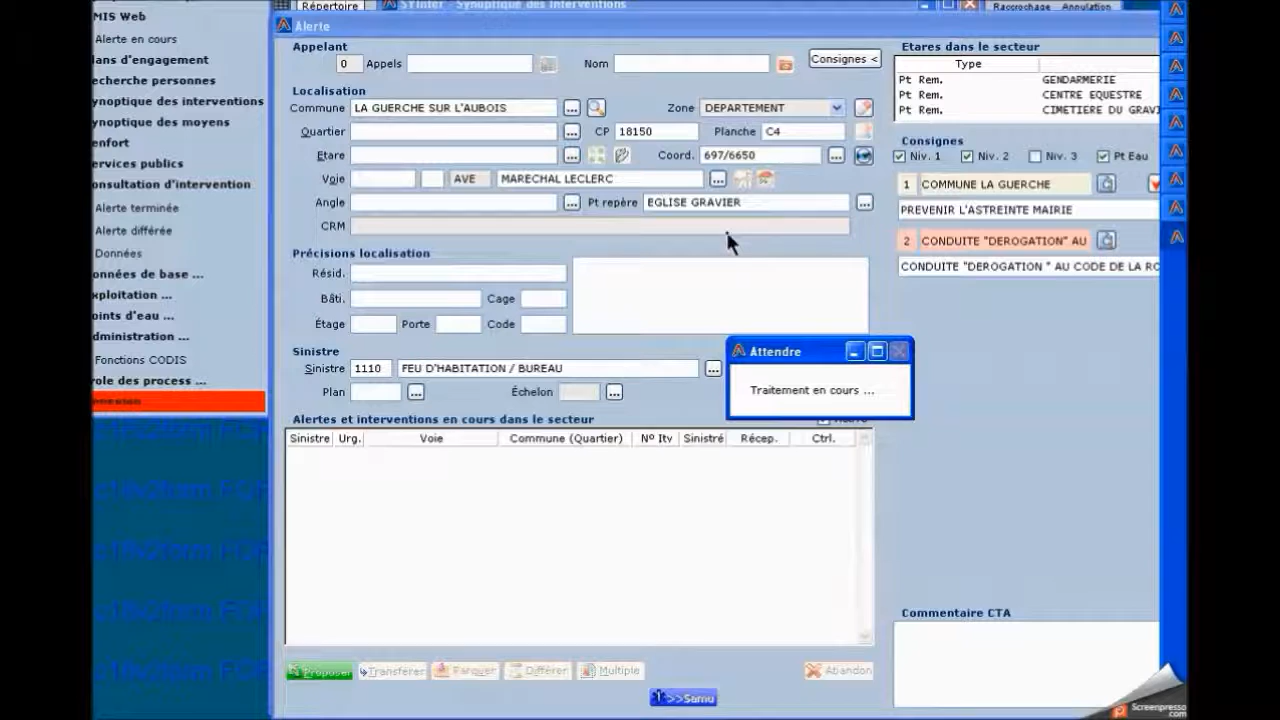 MIS Web
Alerte en cours
lans d'engagement
echerche personnes
ynoptique des interventions
ynoptique des moyens
enfort
ervices publics
onsultation d'intervention
Alerte terminée
Alerte différée
Données
onnées de base ...
xploitation ...
oints d'eau ...
dministration ...
Fonctions CODIS
role des process ...
Répertoire
SYInter - Synoptique des Interventions
Raccrochage Annulation
Alerte
Appelant
0 Appels
Nom
Consignes <
Localisation
Commune LA GUERCHE SUR L'AUBOIS ...
Zone DEPARTEMENT
Quartier ...
CP 18150
Planche C4
Etare ...
Coord. 697/6650 ...
Voie AVE MARECHAL LECLERC ...
Angle ...
Pt repère EGLISE GRAVIER ...
CRM
Précisions localisation
Résid.
Bâti. Cage
Étage Porte Code
Sinistre
Sinistre 1110 FEU D'HABITATION / BUREAU ...
Plan ... Échelon ...
Attendre
Traitement en cours ...
Alertes et interventions en cours dans le secteur
Sinistre Urg. Voie Commune (Quartier) Nº Itv Sinistré Récep. Ctrl.
Proposer Transférer Parquer Différer Multiple Abandon
>>Samu
Etares dans le secteur
Type
Pt Rem. GENDARMERIE
Pt Rem. CENTRE EQUESTRE
Pt Rem. CIMETIERE DU GRAVI
Consignes
Niv. 1 Niv. 2 Niv. 3 Pt Eau
1 COMMUNE LA GUERCHE
PREVENIR L'ASTREINTE MAIRIE
2 CONDUITE "DEROGATION" AU
CONDUITE "DEROGATION " AU CODE DE LA RO
Commentaire CTA
Screenpresso
.com